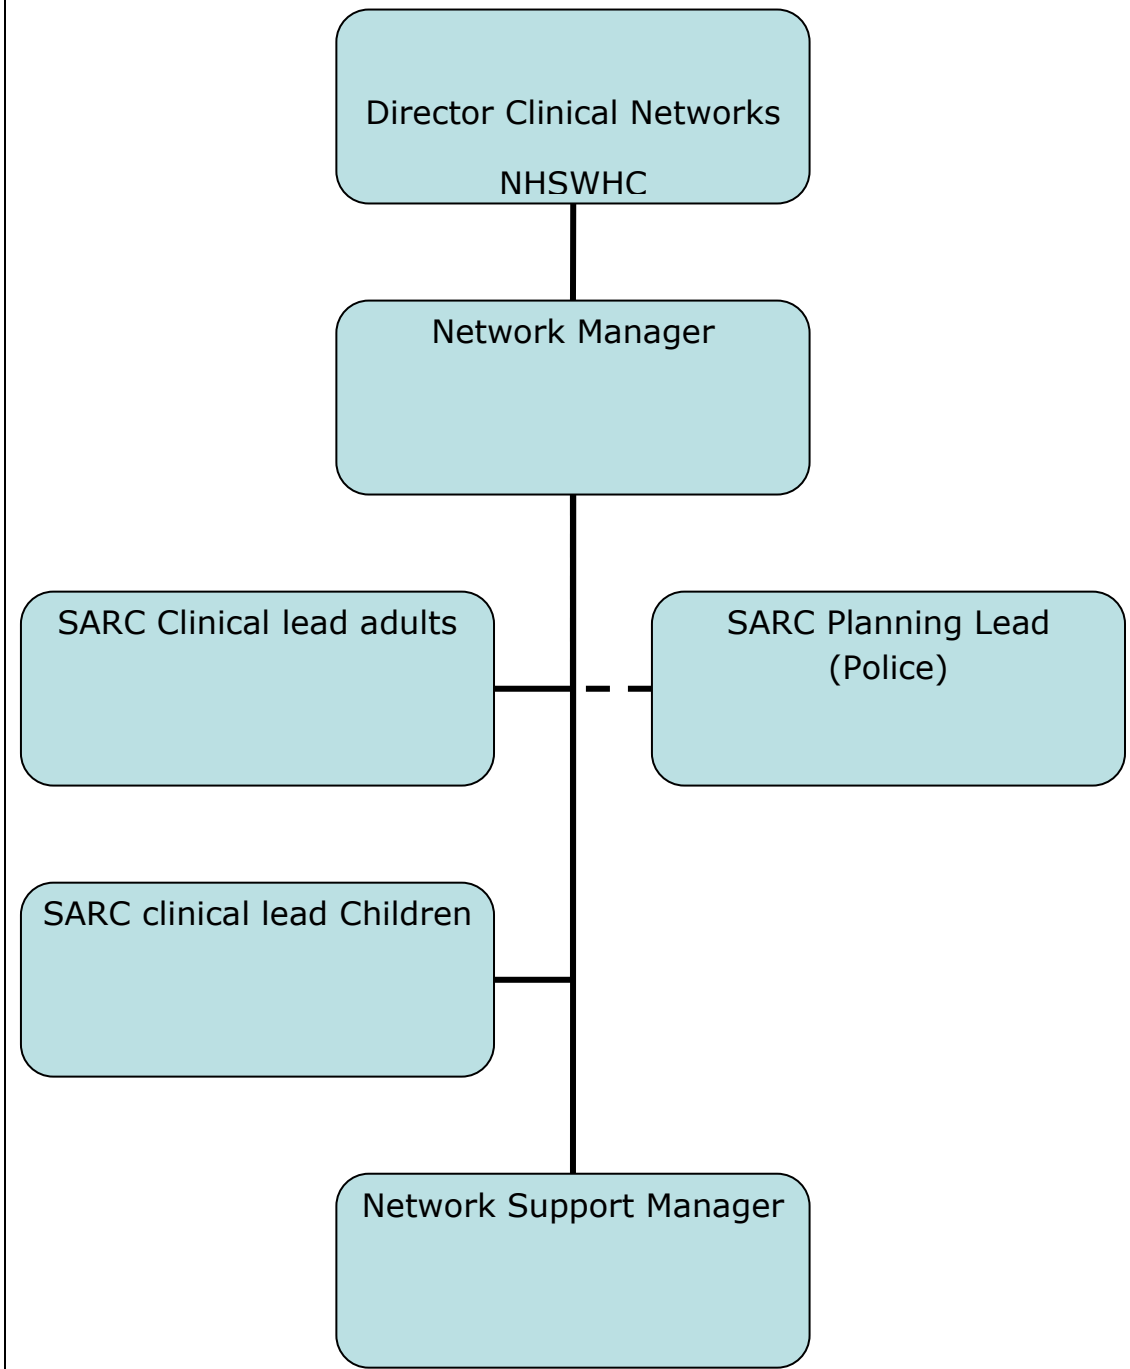 Director Clinical Networks
NHSWHC
Network Manager
SARC Clinical lead adults
SARC Planning Lead
(Police)
SARC clinical lead Children
Network Support Manager